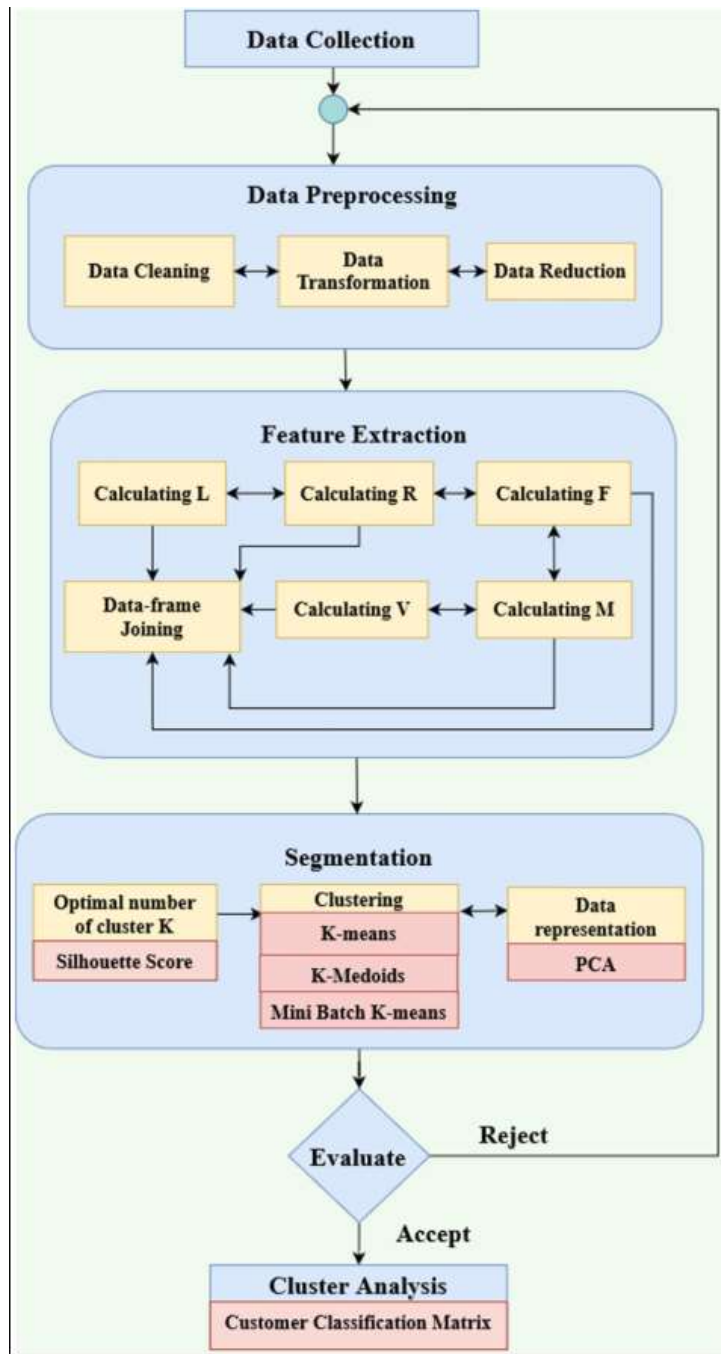 Data Collection
Data Preprocessing
Data Cleaning
Data
Transformation
Data Reduction
Feature Extraction
Calculating L
Calculating R
Calculating F
Data-frame
Joining
Calculating V
Calculating M
Segmentation
Optimal number
of cluster K
Silhouette Score
Clustering
K-means
K-Medoids
Mini Batch K-means
Data
representation
PCA
Evaluate
Reject
Accept
Cluster Analysis
Customer Classification Matrix